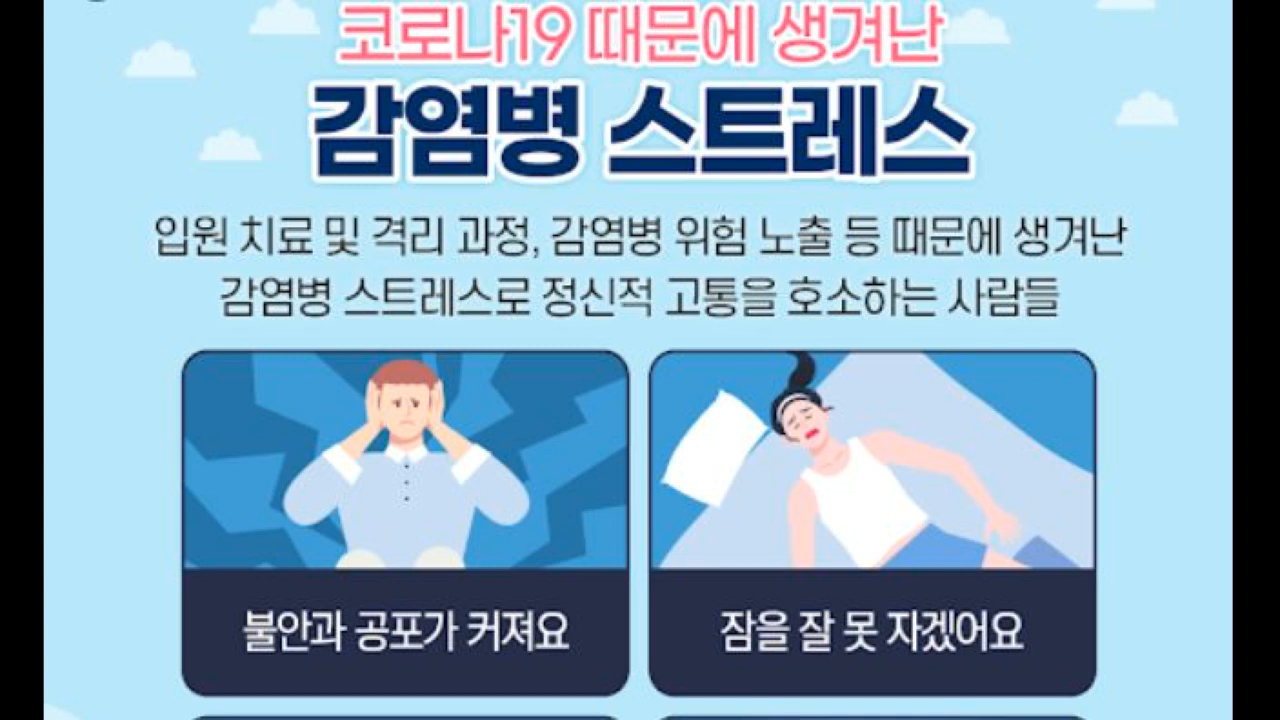 코로나19 때문에 생겨난
감염병 스트레스
입원 치료 및 격리 과정, 감염병 위험 노출 등 때문에 생겨난
감염병 스트레스로 정신적 고통을 호소하는 사람들
불안과 공포가 커져요
잠을 잘 못 자겠어요